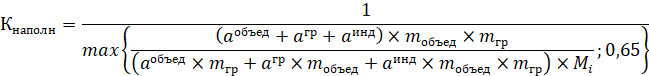 К_наполн = 1 / max{ (a^объед + a^гр + a^инд) × m_объед × m_гр / ((a^объед × m_гр + a^гр × m_объед + a^инд × m_объед × m_гр) × M_i) ; 0,65 }